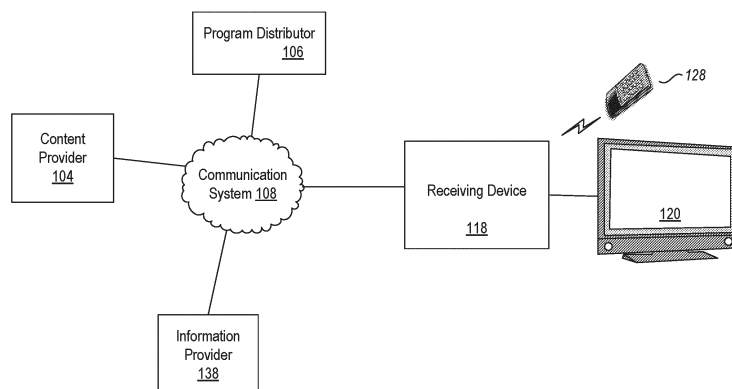 Program Distributor
106
128
Content
Provider
104
Communication
System 108
Receiving Device
118
120
Information
Provider
138